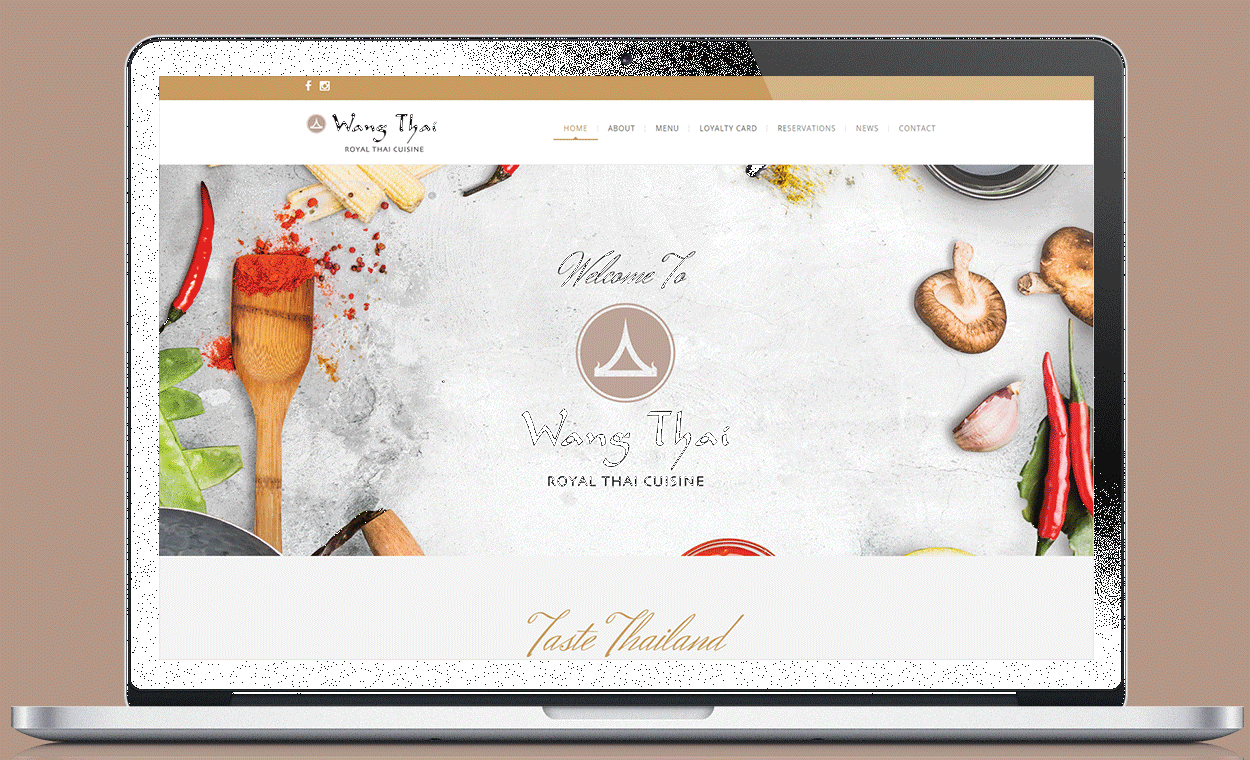 Wang Thai
ROYAL THAI CUISINE
HOME ABOUT MENU LOYALTY CARD RESERVATIONS NEWS CONTACT
Welcome To
Wang Thai
ROYAL THAI CUISINE
Taste Thailand